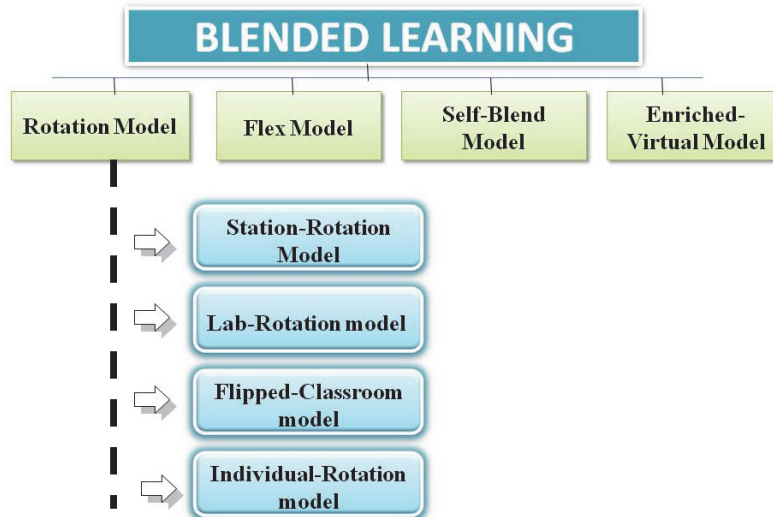 BLENDED LEARNING
Rotation Model
Flex Model
Self-Blend
Model
Enriched-
Virtual Model
Station-Rotation
Model
Lab-Rotation model
Flipped-Classroom
model
Individual-Rotation
model